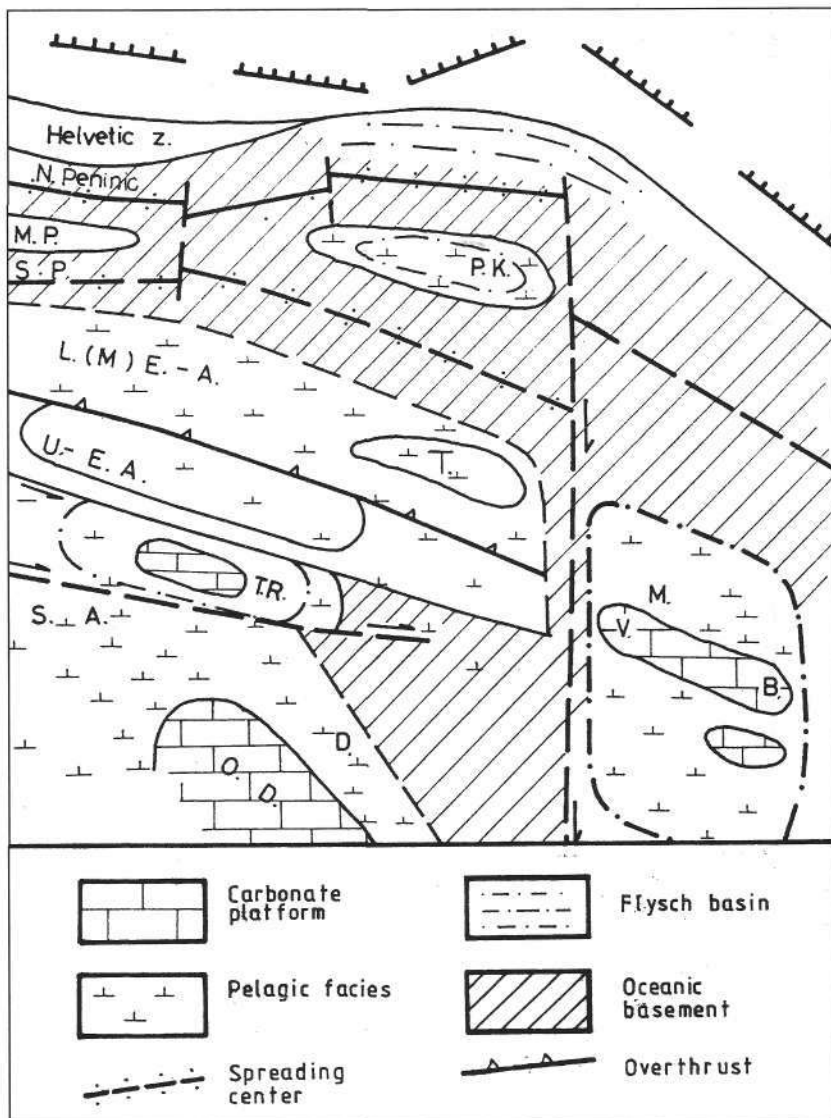 Helvetic z.
N. Peninic
M.P.
S.P.
P.K.
L.(M) E.-A.
T.
U.-E.A.
T.R.
S. A.
M.
V.
B.
D.
O.D.
Carbonate
platform
Flysch basin
Pelagic facies
Oceanic
basement
Spreading
center
Overthrust